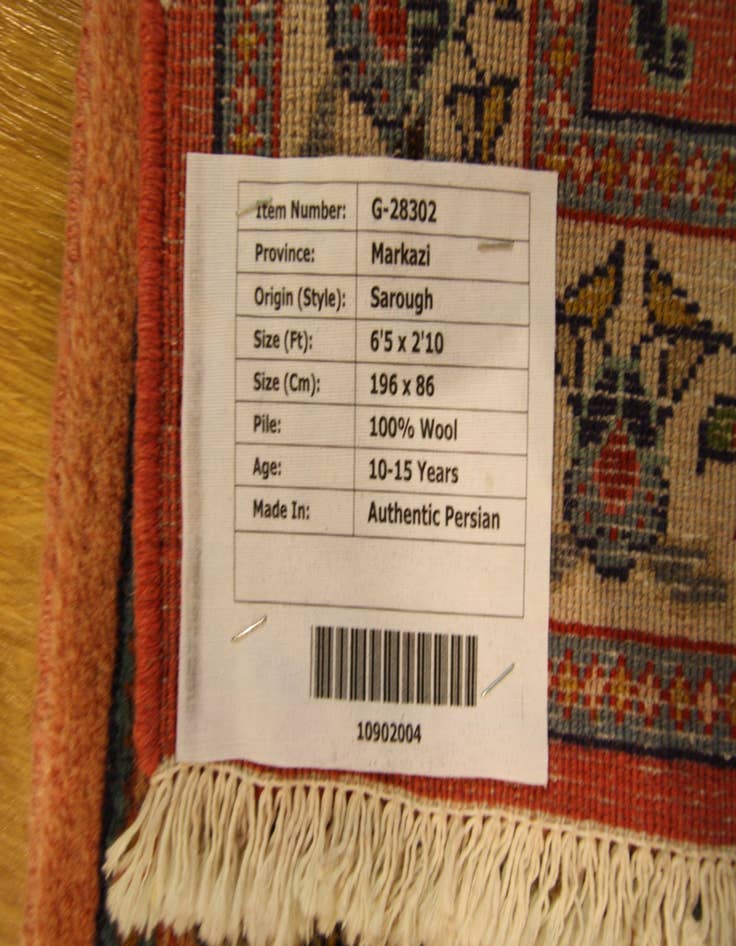 Item Number: G-28302
Province: Markazi
Origin (Style): Sarough
Size (Ft): 6'5 x 2'10
Size (Cm): 196 x 86
Pile: 100% Wool
Age: 10-15 Years
Made In: Authentic Persian
10902004